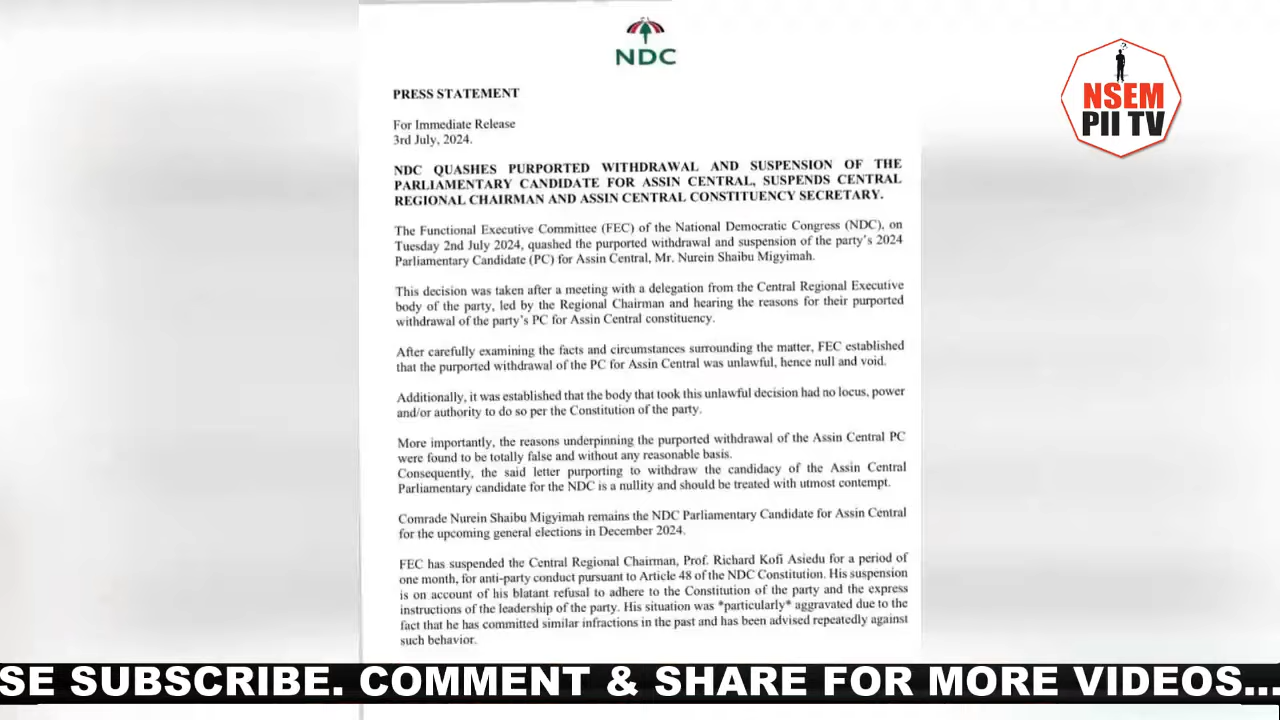 NDC
NSEM
PII TV
PRESS STATEMENT
For Immediate Release
3rd July, 2024.
NDC QUASHES PURPORTED WITHDRAWAL AND SUSPENSION OF THE
PARLIAMENTARY CANDIDATE FOR ASSIN CENTRAL, SUSPENDS CENTRAL
REGIONAL CHAIRMAN AND ASSIN CENTRAL CONSTITUENCY SECRETARY.
The Functional Executive Committee (FEC) of the National Democratic Congress (NDC), on
Tuesday 2nd July 2024, quashed the purported withdrawal and suspension of the party's 2024
Parliamentary Candidate (PC) for Assin Central, Mr. Nurein Shaibu Migyimah.
This decision was taken after a meeting with a delegation from the Central Regional Executive
body of the party, led by the Regional Chairman and hearing the reasons for their purported
withdrawal of the party's PC for Assin Central constituency.
After carefully examining the facts and circumstances surrounding the matter, FEC established
that the purported withdrawal of the PC for Assin Central was unlawful, hence null and void.
Additionally, it was established that the body that took this unlawful decision had no locus, power
and/or authority to do so per the Constitution of the party.
More importantly, the reasons underpinning the purported withdrawal of the Assin Central PC
were found to be totally false and without any reasonable basis.
Consequently, the said letter purporting to withdraw the candidacy of the Assin Central
Parliamentary candidate for the NDC is a nullity and should be treated with utmost contempt.
Comrade Nurein Shaibu Migyimah remains the NDC Parliamentary Candidate for Assin Central
for the upcoming general elections in December 2024.
FEC has suspended the Central Regional Chairman, Prof. Richard Kofi Asiedu for a period of
one month, for anti-party conduct pursuant to Article 48 of the NDC Constitution. His suspension
is on account of his blatant refusal to adhere to the Constitution of the party and the express
instructions of the leadership of the party. His situation was *particularly* aggravated due to the
fact that he has committed similar infractions in the past and has been advised repeatedly against
such behavior.
SE SUBSCRIBE. COMMENT & SHARE FOR MORE VIDEOS...